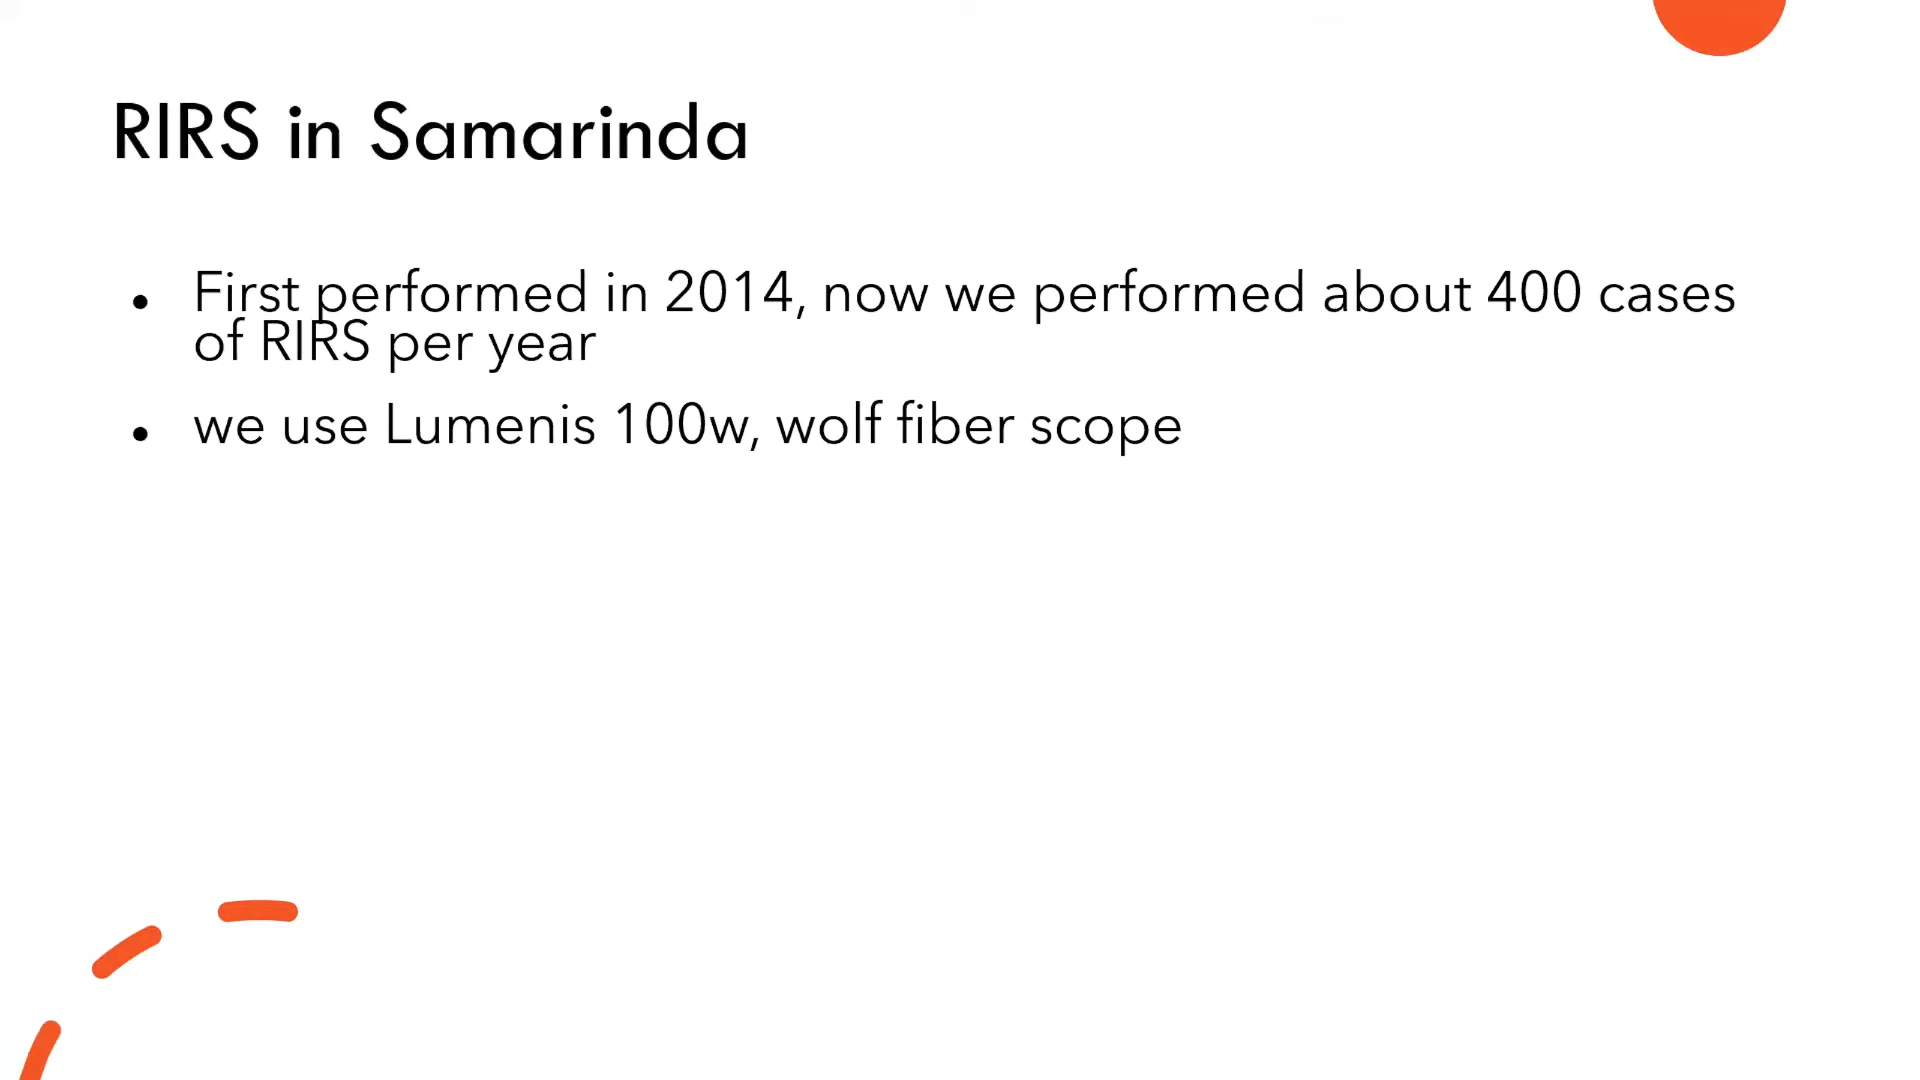 RIRS in Samarinda
• First performed in 2014, now we performed about 400 cases
of RIRS per year
• we use Lumenis 100w, wolf fiber scope